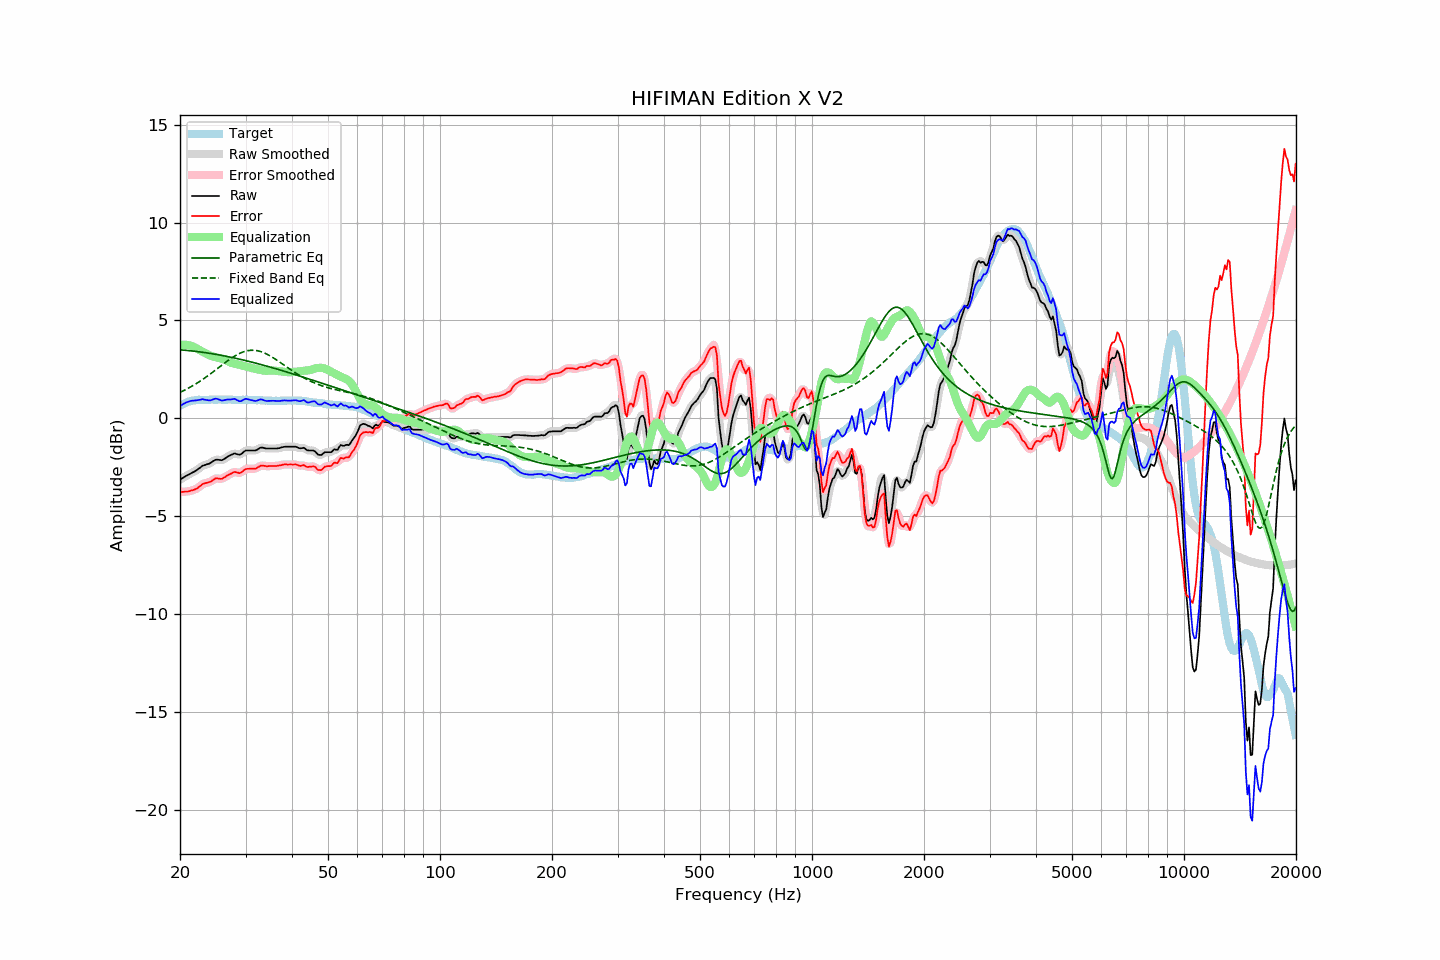 HIFIMAN Edition X V2
Target
Raw Smoothed
Error Smoothed
Raw
Error
Equalization
Parametric Eq
Fixed Band Eq
Equalized
15
10
5
0
−5
−10
−15
−20
Amplitude (dBr)
20
50
100
200
500
1000
2000
5000
10000
20000
Frequency (Hz)